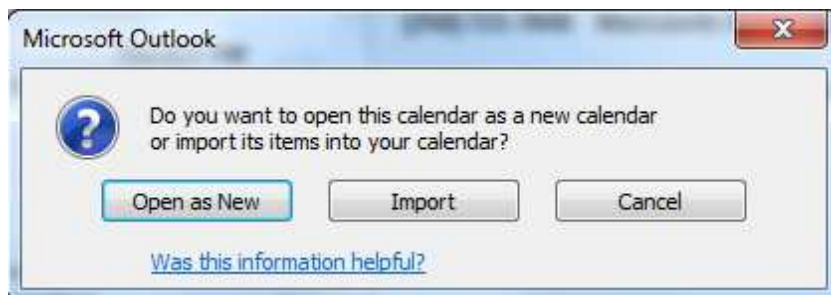 Microsoft Outlook
Do you want to open this calendar as a new calendar
or import its items into your calendar?
Open as New Import Cancel
Was this information helpful?